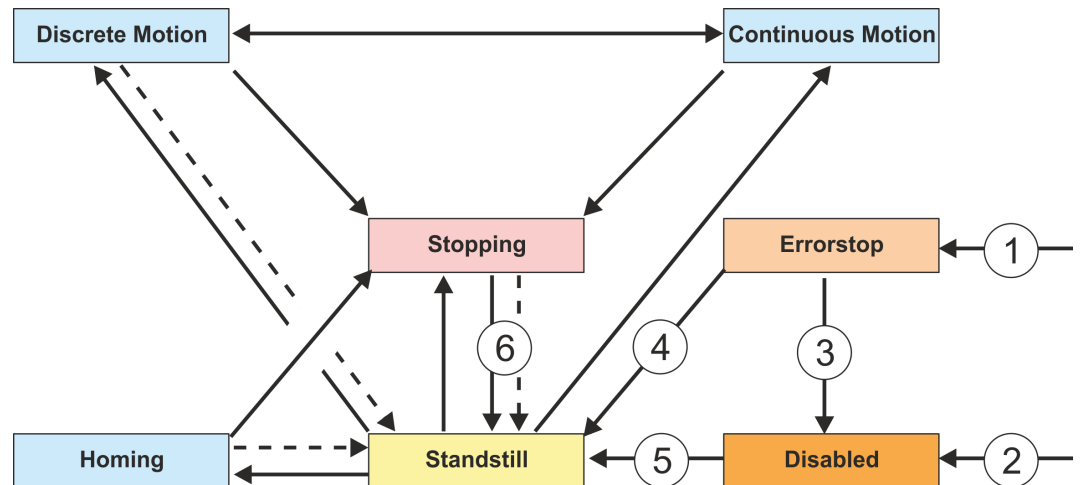 Discrete Motion
Continuous Motion
Stopping
Errorstop
1
6
4
3
Homing
Standstill
5
Disabled
2